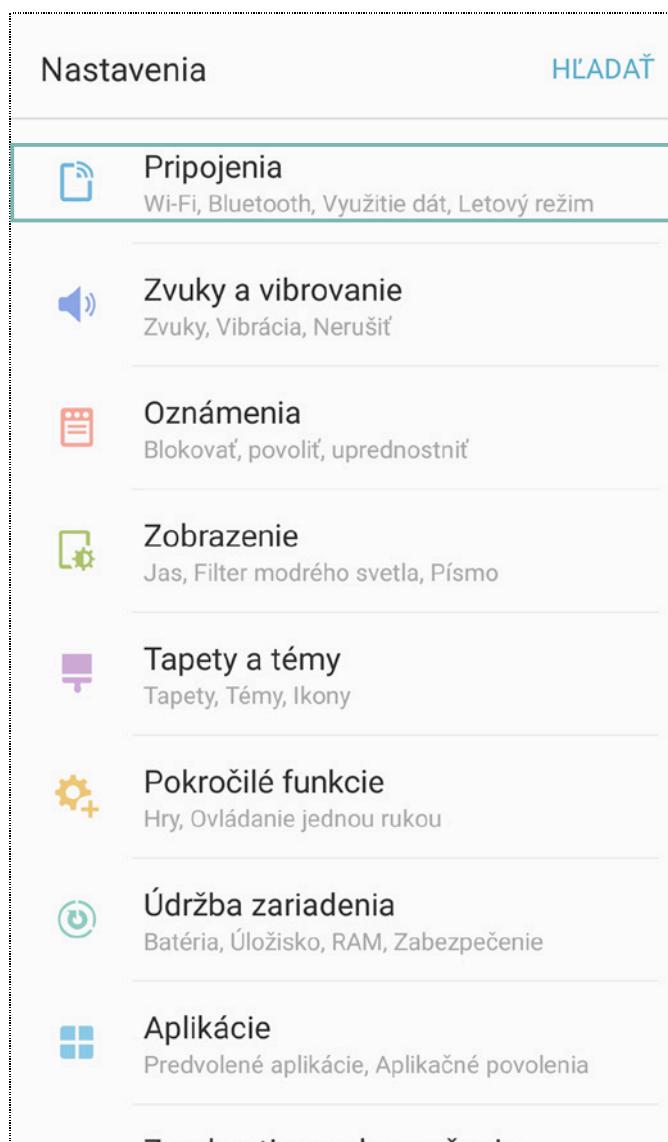 Nastavenia
HĽADAŤ
Pripojenia
Wi-Fi, Bluetooth, Využitie dát, Letový režim
Zvuky a vibrovanie
Zvuky, Vibrácia, Nerušiť
Oznámenia
Blokovať, povoliť, uprednostniť
Zobrazenie
Jas, Filter modrého svetla, Písmo
Tapety a témy
Tapety, Témy, Ikony
Pokročilé funkcie
Hry, Ovládanie jednou rukou
Údržba zariadenia
Batéria, Úložisko, RAM, Zabezpečenie
Aplikácie
Predvolené aplikácie, Aplikačné povolenia